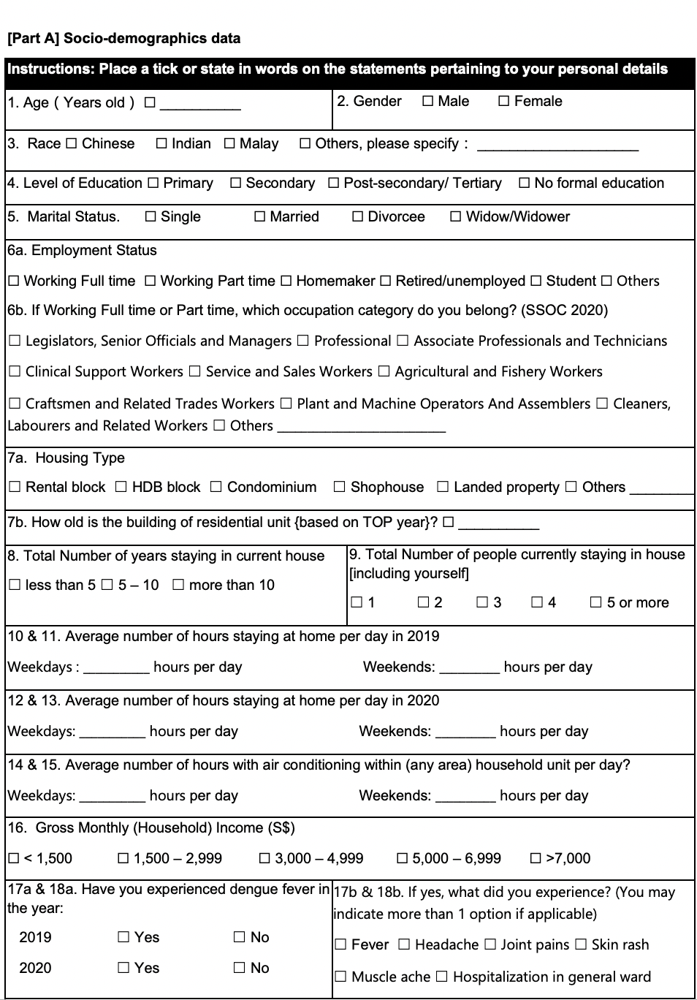 [Part A] Socio-demographics data
Instructions: Place a tick or state in words on the statements pertaining to your personal details
1. Age ( Years old ) ☐ __________
2. Gender ☐ Male ☐ Female
3. Race ☐ Chinese ☐ Indian ☐ Malay ☐ Others, please specify : ____________________
4. Level of Education ☐ Primary ☐ Secondary ☐ Post-secondary/ Tertiary ☐ No formal education
5. Marital Status. ☐ Single ☐ Married ☐ Divorcee ☐ Widow/Widower
6a. Employment Status
☐ Working Full time ☐ Working Part time ☐ Homemaker ☐ Retired/unemployed ☐ Student ☐ Others
6b. If Working Full time or Part time, which occupation category do you belong? (SSOC 2020)
☐ Legislators, Senior Officials and Managers ☐ Professional ☐ Associate Professionals and Technicians
☐ Clinical Support Workers ☐ Service and Sales Workers ☐ Agricultural and Fishery Workers
☐ Craftsmen and Related Trades Workers ☐ Plant and Machine Operators And Assemblers ☐ Cleaners,
Labourers and Related Workers ☐ Others _______________________
7a. Housing Type
☐ Rental block ☐ HDB block ☐ Condominium ☐ Shophouse ☐ Landed property ☐ Others ________
7b. How old is the building of residential unit {based on TOP year}? ☐ __________
8. Total Number of years staying in current house
☐ less than 5 ☐ 5 – 10 ☐ more than 10
9. Total Number of people currently staying in house
[including yourself]
☐ 1 ☐ 2 ☐ 3 ☐ 4 ☐ 5 or more
10 & 11. Average number of hours staying at home per day in 2019
Weekdays : _________ hours per day Weekends: ________ hours per day
12 & 13. Average number of hours staying at home per day in 2020
Weekdays: _________ hours per day Weekends: ________ hours per day
14 & 15. Average number of hours with air conditioning within (any area) household unit per day?
Weekdays: _________ hours per day Weekends: ________ hours per day
16. Gross Monthly (Household) Income (S$)
☐ < 1,500 ☐ 1,500 – 2,999 ☐ 3,000 – 4,999 ☐ 5,000 – 6,999 ☐ >7,000
17a & 18a. Have you experienced dengue fever in
the year:
2019 ☐ Yes ☐ No
2020 ☐ Yes ☐ No
17b & 18b. If yes, what did you experience? (You may
indicate more than 1 option if applicable)
☐ Fever ☐ Headache ☐ Joint pains ☐ Skin rash
☐ Muscle ache ☐ Hospitalization in general ward